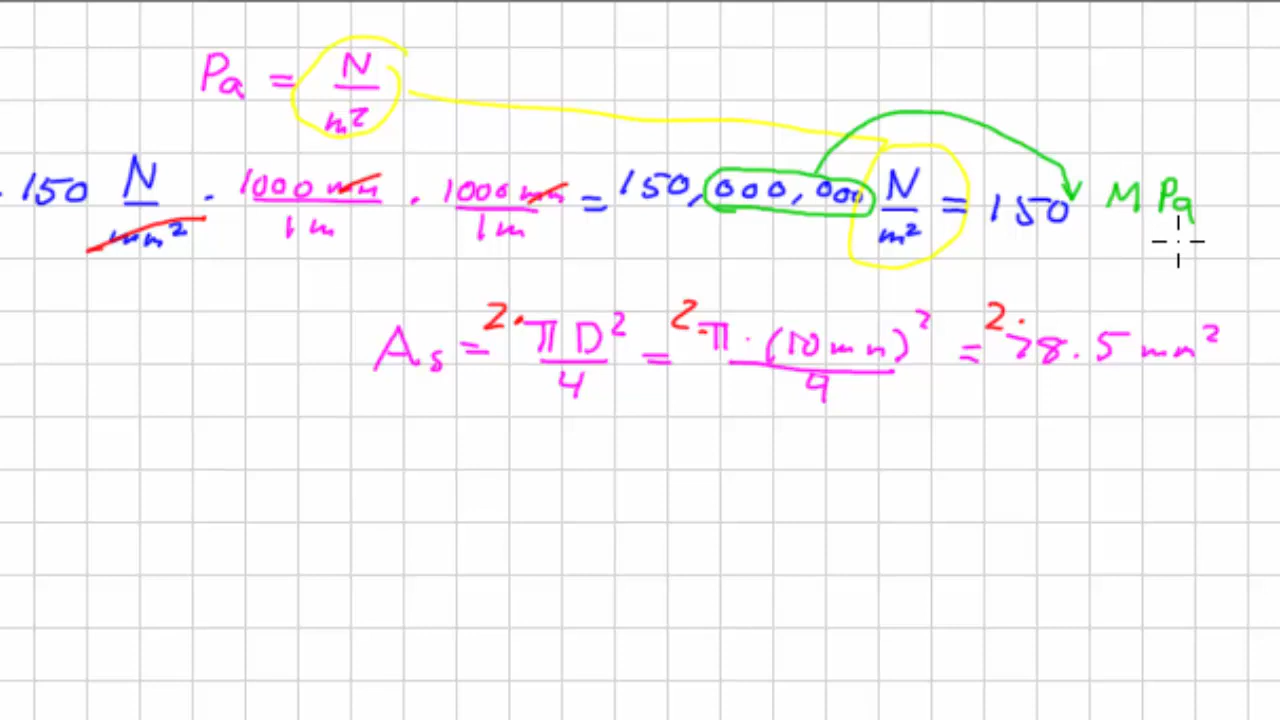 Pa = N/m²
· 150 N/mm² · 1000 mm/1 m · 1000 mm/1 m = 150,000,000 N/m² = 150 MPa
As = 2· πD²/4 = 2· π · (10 mm)²/4 = 2· 78.5 mm²